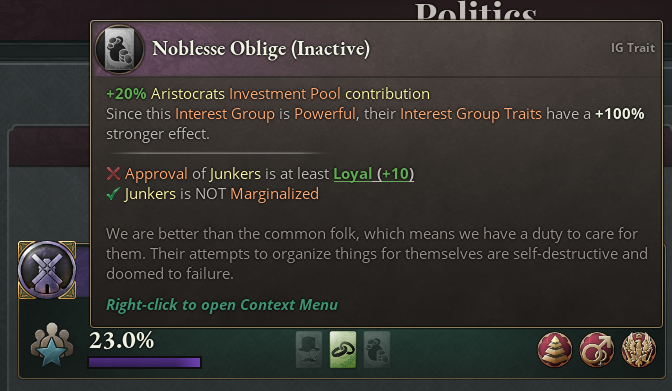 Politics
Noblesse Oblige (Inactive)
IG Trait
+20% Aristocrats Investment Pool contribution
Since this Interest Group is Powerful, their Interest Group Traits have a +100%
stronger effect.
Approval of Junkers is at least Loyal (+10)
Junkers is NOT Marginalized
We are better than the common folk, which means we have a duty to care for
them. Their attempts to organize things for themselves are self-destructive and
doomed to failure.
Right-click to open Context Menu
23.0%